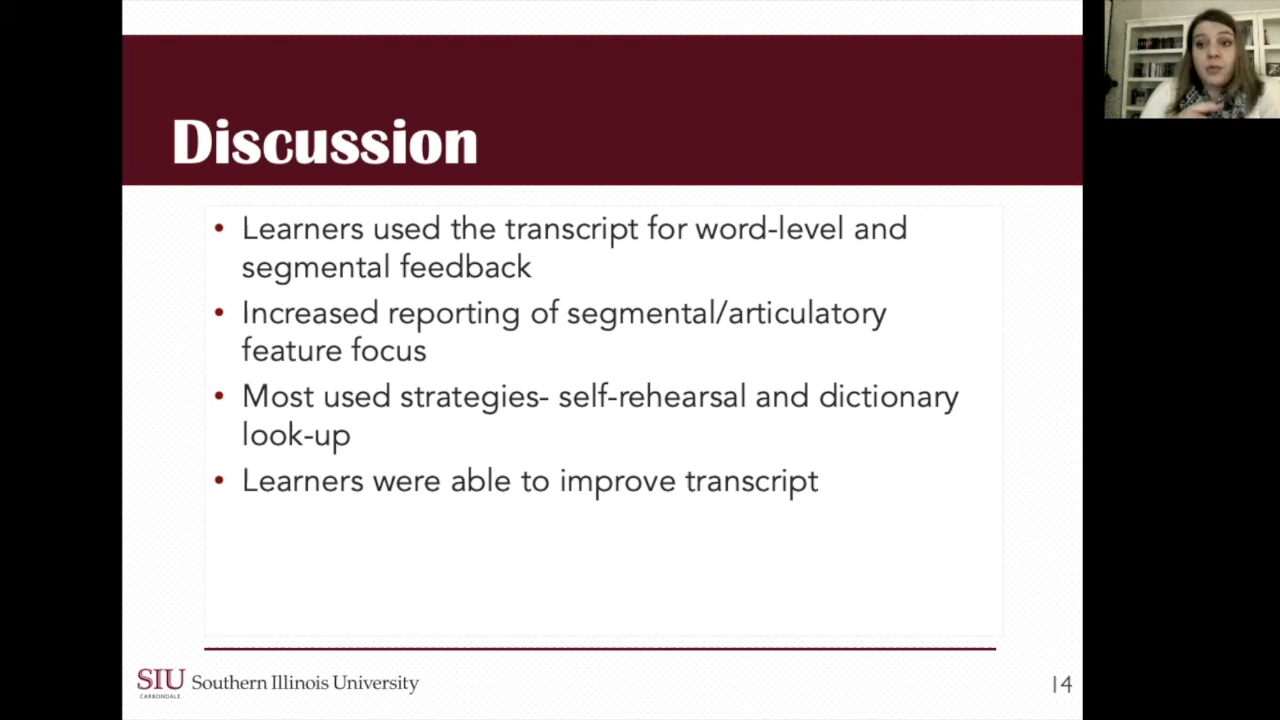 Discussion
• Learners used the transcript for word-level and
segmental feedback
• Increased reporting of segmental/articulatory
feature focus
• Most used strategies- self-rehearsal and dictionary
look-up
• Learners were able to improve transcript
SIU Southern Illinois University
CARBONDALE
14